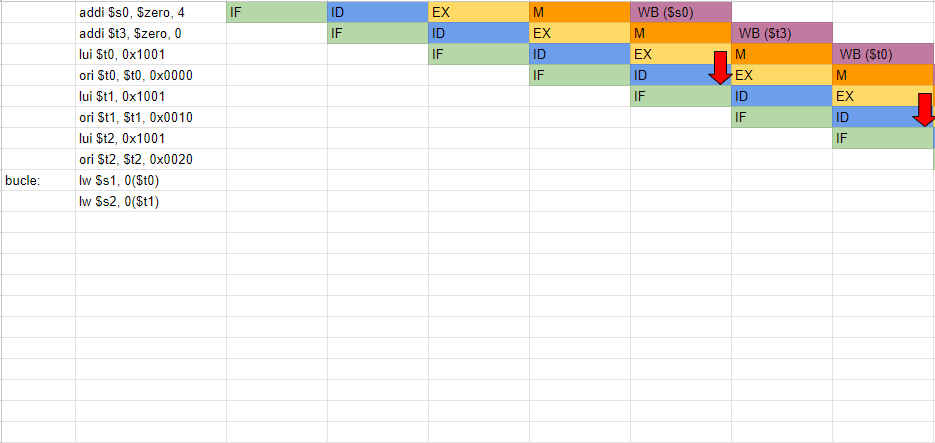 addi $s0, $zero, 4 IF ID EX M WB ($s0)
addi $t3, $zero, 0 IF ID EX M WB ($t3)
lui $t0, 0x1001 IF ID EX M WB ($t0)
ori $t0, $t0, 0x0000 IF ID EX M
lui $t1, 0x1001 IF ID EX
ori $t1, $t1, 0x0010 IF ID
lui $t2, 0x1001 IF
ori $t2, $t2, 0x0020
bucle: lw $s1, 0($t0)
lw $s2, 0($t1)